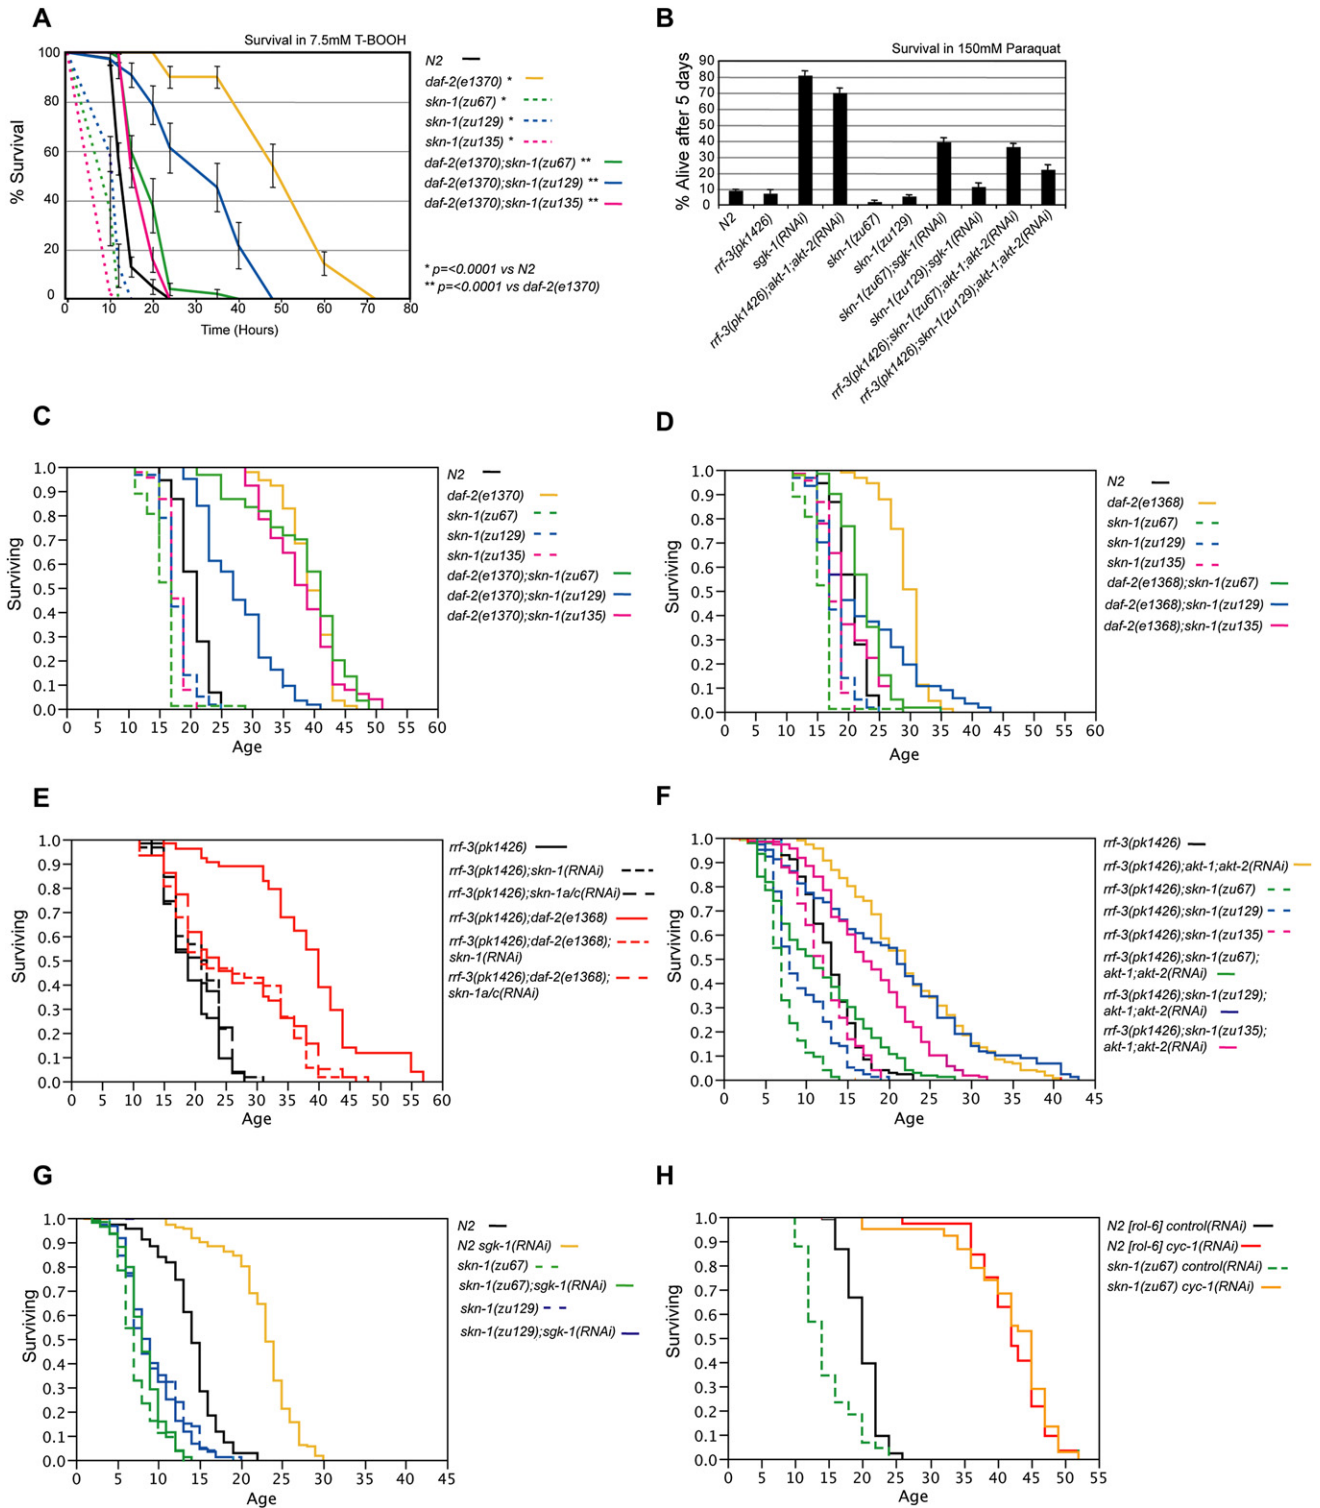 A
Survival in 7.5mM T-BOOH
% Survival
100
80
60
40
20
0
0 10 20 30 40 50 60 70 80
Time (Hours)
N2
daf-2(e1370) *
skn-1(zu67) *
skn-1(zu129) *
skn-1(zu135) *
daf-2(e1370);skn-1(zu67) **
daf-2(e1370);skn-1(zu129) **
daf-2(e1370);skn-1(zu135) **
* p=<0.0001 vs N2
** p=<0.0001 vs daf-2(e1370)
B
Survival in 150mM Paraquat
% Alive after 5 days
90
80
70
60
50
40
30
20
10
0
N2
rrf-3(pk1426)
sgk-1(RNAi)
rrf-3(pk1426);akt-1;akt-2(RNAi)
skn-1(zu67)
skn-1(zu129)
skn-1(zu67);sgk-1(RNAi)
skn-1(zu129);sgk-1(RNAi)
rrf-3(pk1426);skn-1(zu67);akt-1;akt-2(RNAi)
rrf-3(pk1426);skn-1(zu129);akt-1;akt-2(RNAi)
C
Surviving
1.0
0.9
0.8
0.7
0.6
0.5
0.4
0.3
0.2
0.1
0.0
0 5 10 15 20 25 30 35 40 45 50 55 60
Age
N2
daf-2(e1370)
skn-1(zu67)
skn-1(zu129)
skn-1(zu135)
daf-2(e1370);skn-1(zu67)
daf-2(e1370);skn-1(zu129)
daf-2(e1370);skn-1(zu135)
D
Surviving
1.0
0.9
0.8
0.7
0.6
0.5
0.4
0.3
0.2
0.1
0.0
0 5 10 15 20 25 30 35 40 45 50 55 60
Age
N2
daf-2(e1368)
skn-1(zu67)
skn-1(zu129)
skn-1(zu135)
daf-2(e1368);skn-1(zu67)
daf-2(e1368);skn-1(zu129)
daf-2(e1368);skn-1(zu135)
E
Surviving
1.0
0.9
0.8
0.7
0.6
0.5
0.4
0.3
0.2
0.1
0.0
0 5 10 15 20 25 30 35 40 45 50 55 60
Age
rrf-3(pk1426)
rrf-3(pk1426);skn-1(RNAi)
rrf-3(pk1426);skn-1a/c(RNAi)
rrf-3(pk1426);daf-2(e1368)
rrf-3(pk1426);daf-2(e1368);
skn-1(RNAi)
rrf-3(pk1426);daf-2(e1368);
skn-1a/c(RNAi)
F
Surviving
1.0
0.9
0.8
0.7
0.6
0.5
0.4
0.3
0.2
0.1
0.0
0 5 10 15 20 25 30 35 40 45
Age
rrf-3(pk1426)
rrf-3(pk1426);akt-1;akt-2(RNAi)
rrf-3(pk1426);skn-1(zu67)
rrf-3(pk1426);skn-1(zu129)
rrf-3(pk1426);skn-1(zu135)
rrf-3(pk1426);skn-1(zu67);
akt-1;akt-2(RNAi)
rrf-3(pk1426);skn-1(zu129);
akt-1;akt-2(RNAi)
rrf-3(pk1426);skn-1(zu135);
akt-1;akt-2(RNAi)
G
Surviving
1.0
0.9
0.8
0.7
0.6
0.5
0.4
0.3
0.2
0.1
0.0
0 5 10 15 20 25 30 35 40 45
Age
N2
N2 sgk-1(RNAi)
skn-1(zu67)
skn-1(zu67);sgk-1(RNAi)
skn-1(zu129)
skn-1(zu129);sgk-1(RNAi)
H
Surviving
1.0
0.9
0.8
0.7
0.6
0.5
0.4
0.3
0.2
0.1
0.0
0 5 10 15 20 25 30 35 40 45 50 55
Age
N2 [rol-6] control(RNAi)
N2 [rol-6] cyc-1(RNAi)
skn-1(zu67) control(RNAi)
skn-1(zu67) cyc-1(RNAi)